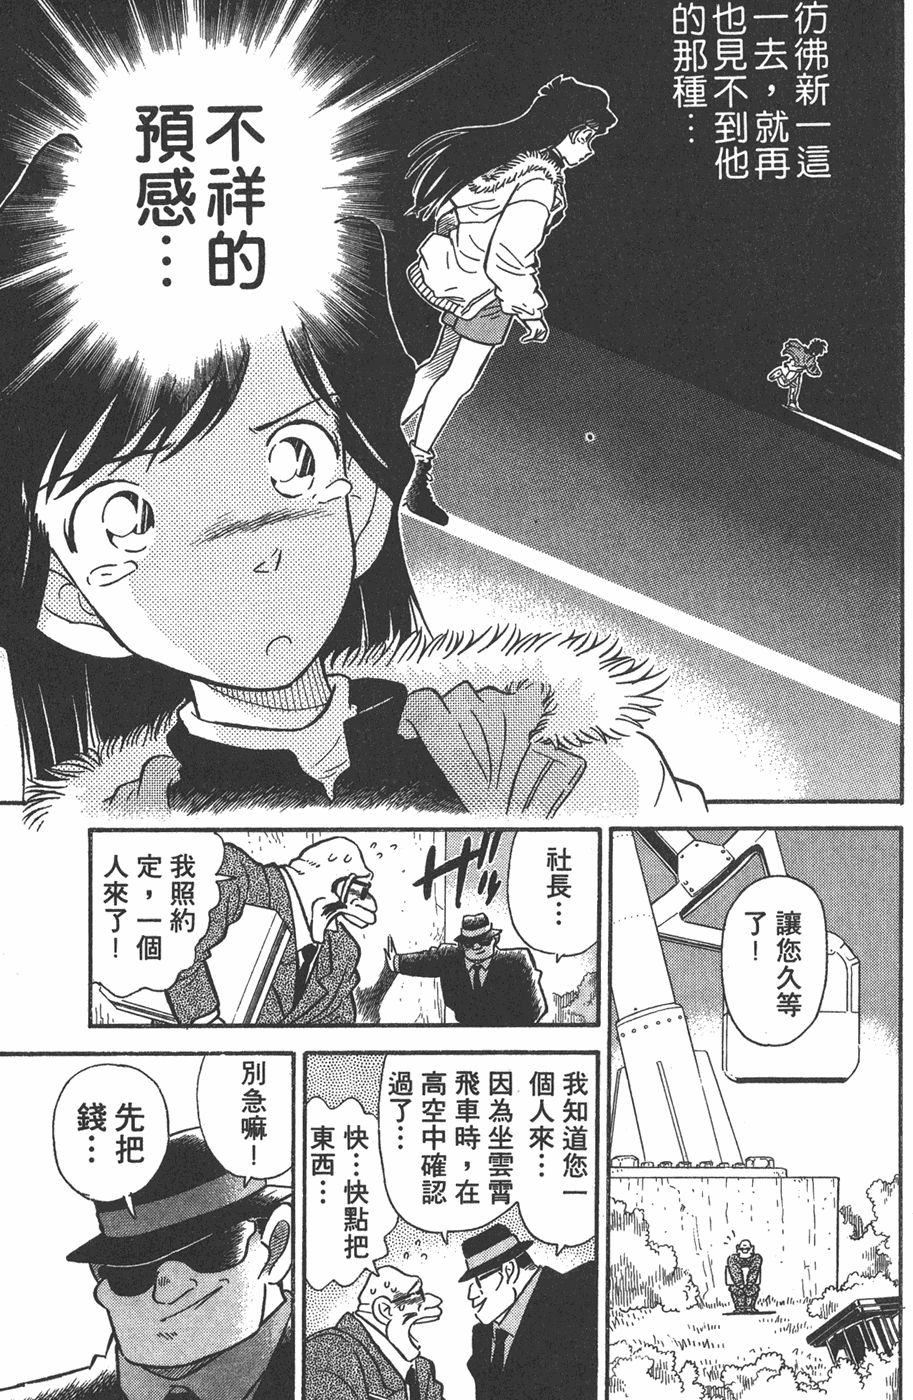 彷彿新一這
一去，就再
也見不到他
的那種…
不祥的
預感…
讓您久等
了！
社長…
我照約
定，一個
人來了！
我知道您一
個人來…
因為坐雲霄
飛車時，在
高空中確認
過了…
快…快點把
東西…
別急嘛！
先把
錢…